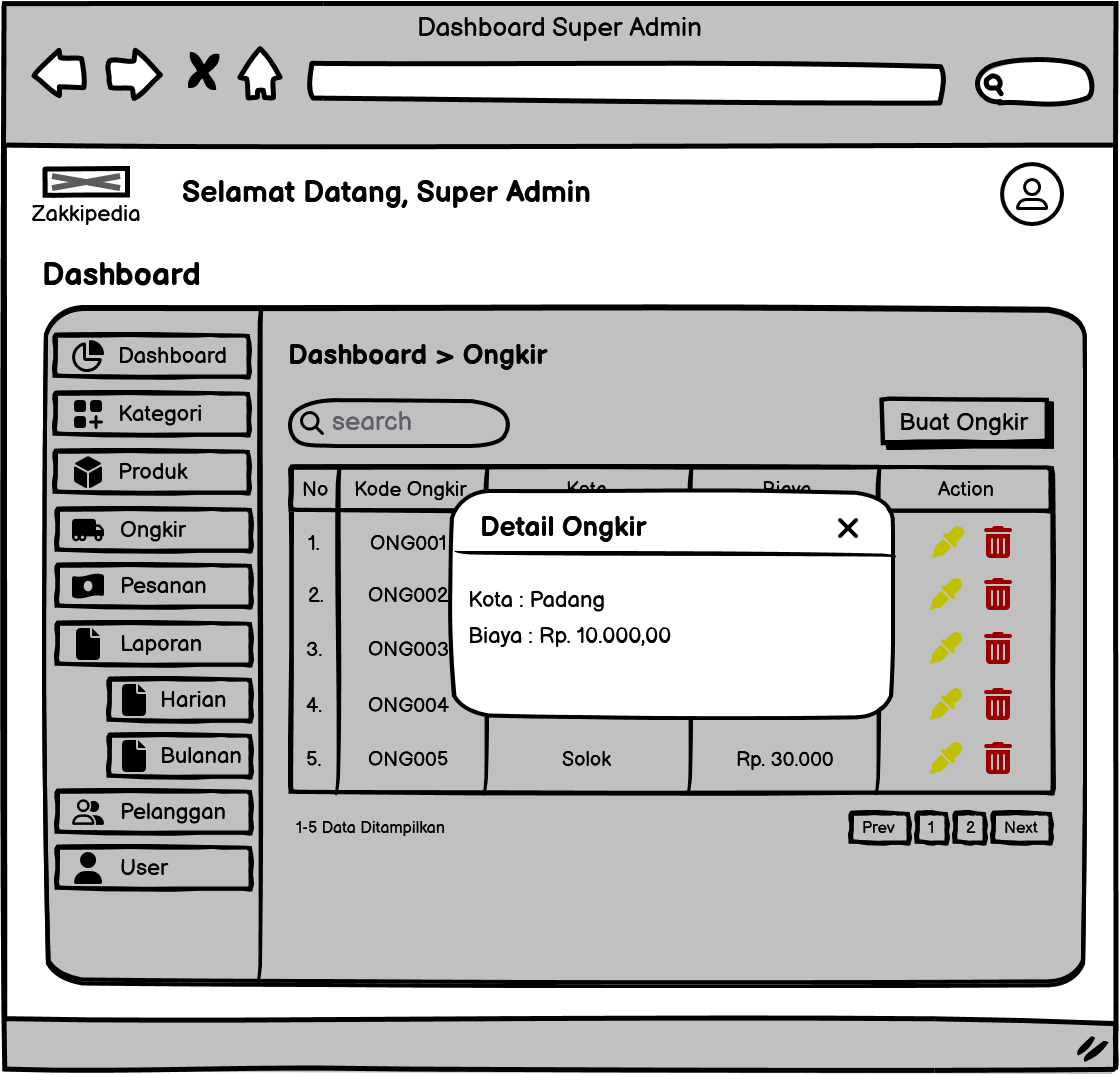 Dashboard Super Admin
Zakkipedia
Selamat Datang, Super Admin
Dashboard
Dashboard
Kategori
Produk
Ongkir
Pesanan
Laporan
Harian
Bulanan
Pelanggan
User
Dashboard > Ongkir
search
Buat Ongkir
No Kode Ongkir Kota Biaya Action
1. ONG001
2. ONG002
3. ONG003
4. ONG004
5. ONG005 Solok Rp. 30.000
Detail Ongkir
Kota : Padang
Biaya : Rp. 10.000,00
1-5 Data Ditampilkan
Prev 1 2 Next